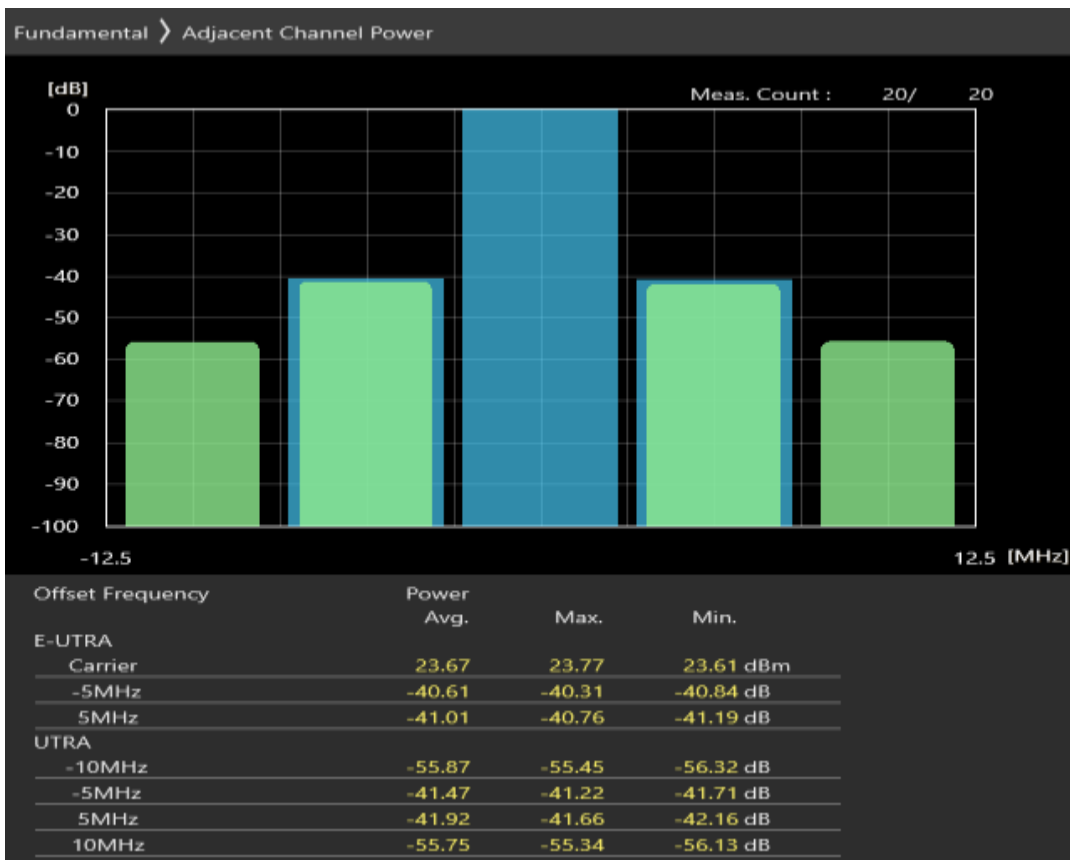 Fundamental ❯ Adjacent Channel Power
[dB]
Meas. Count : 20/ 20
0
-10
-20
-30
-40
-50
-60
-70
-80
-90
-100
-12.5 12.5 [MHz]
Offset Frequency Power
Avg. Max. Min.
E-UTRA
Carrier 23.67 23.77 23.61 dBm
-5MHz -40.61 -40.31 -40.84 dB
5MHz -41.01 -40.76 -41.19 dB
UTRA
-10MHz -55.87 -55.45 -56.32 dB
-5MHz -41.47 -41.22 -41.71 dB
5MHz -41.92 -41.66 -42.16 dB
10MHz -55.75 -55.34 -56.13 dB